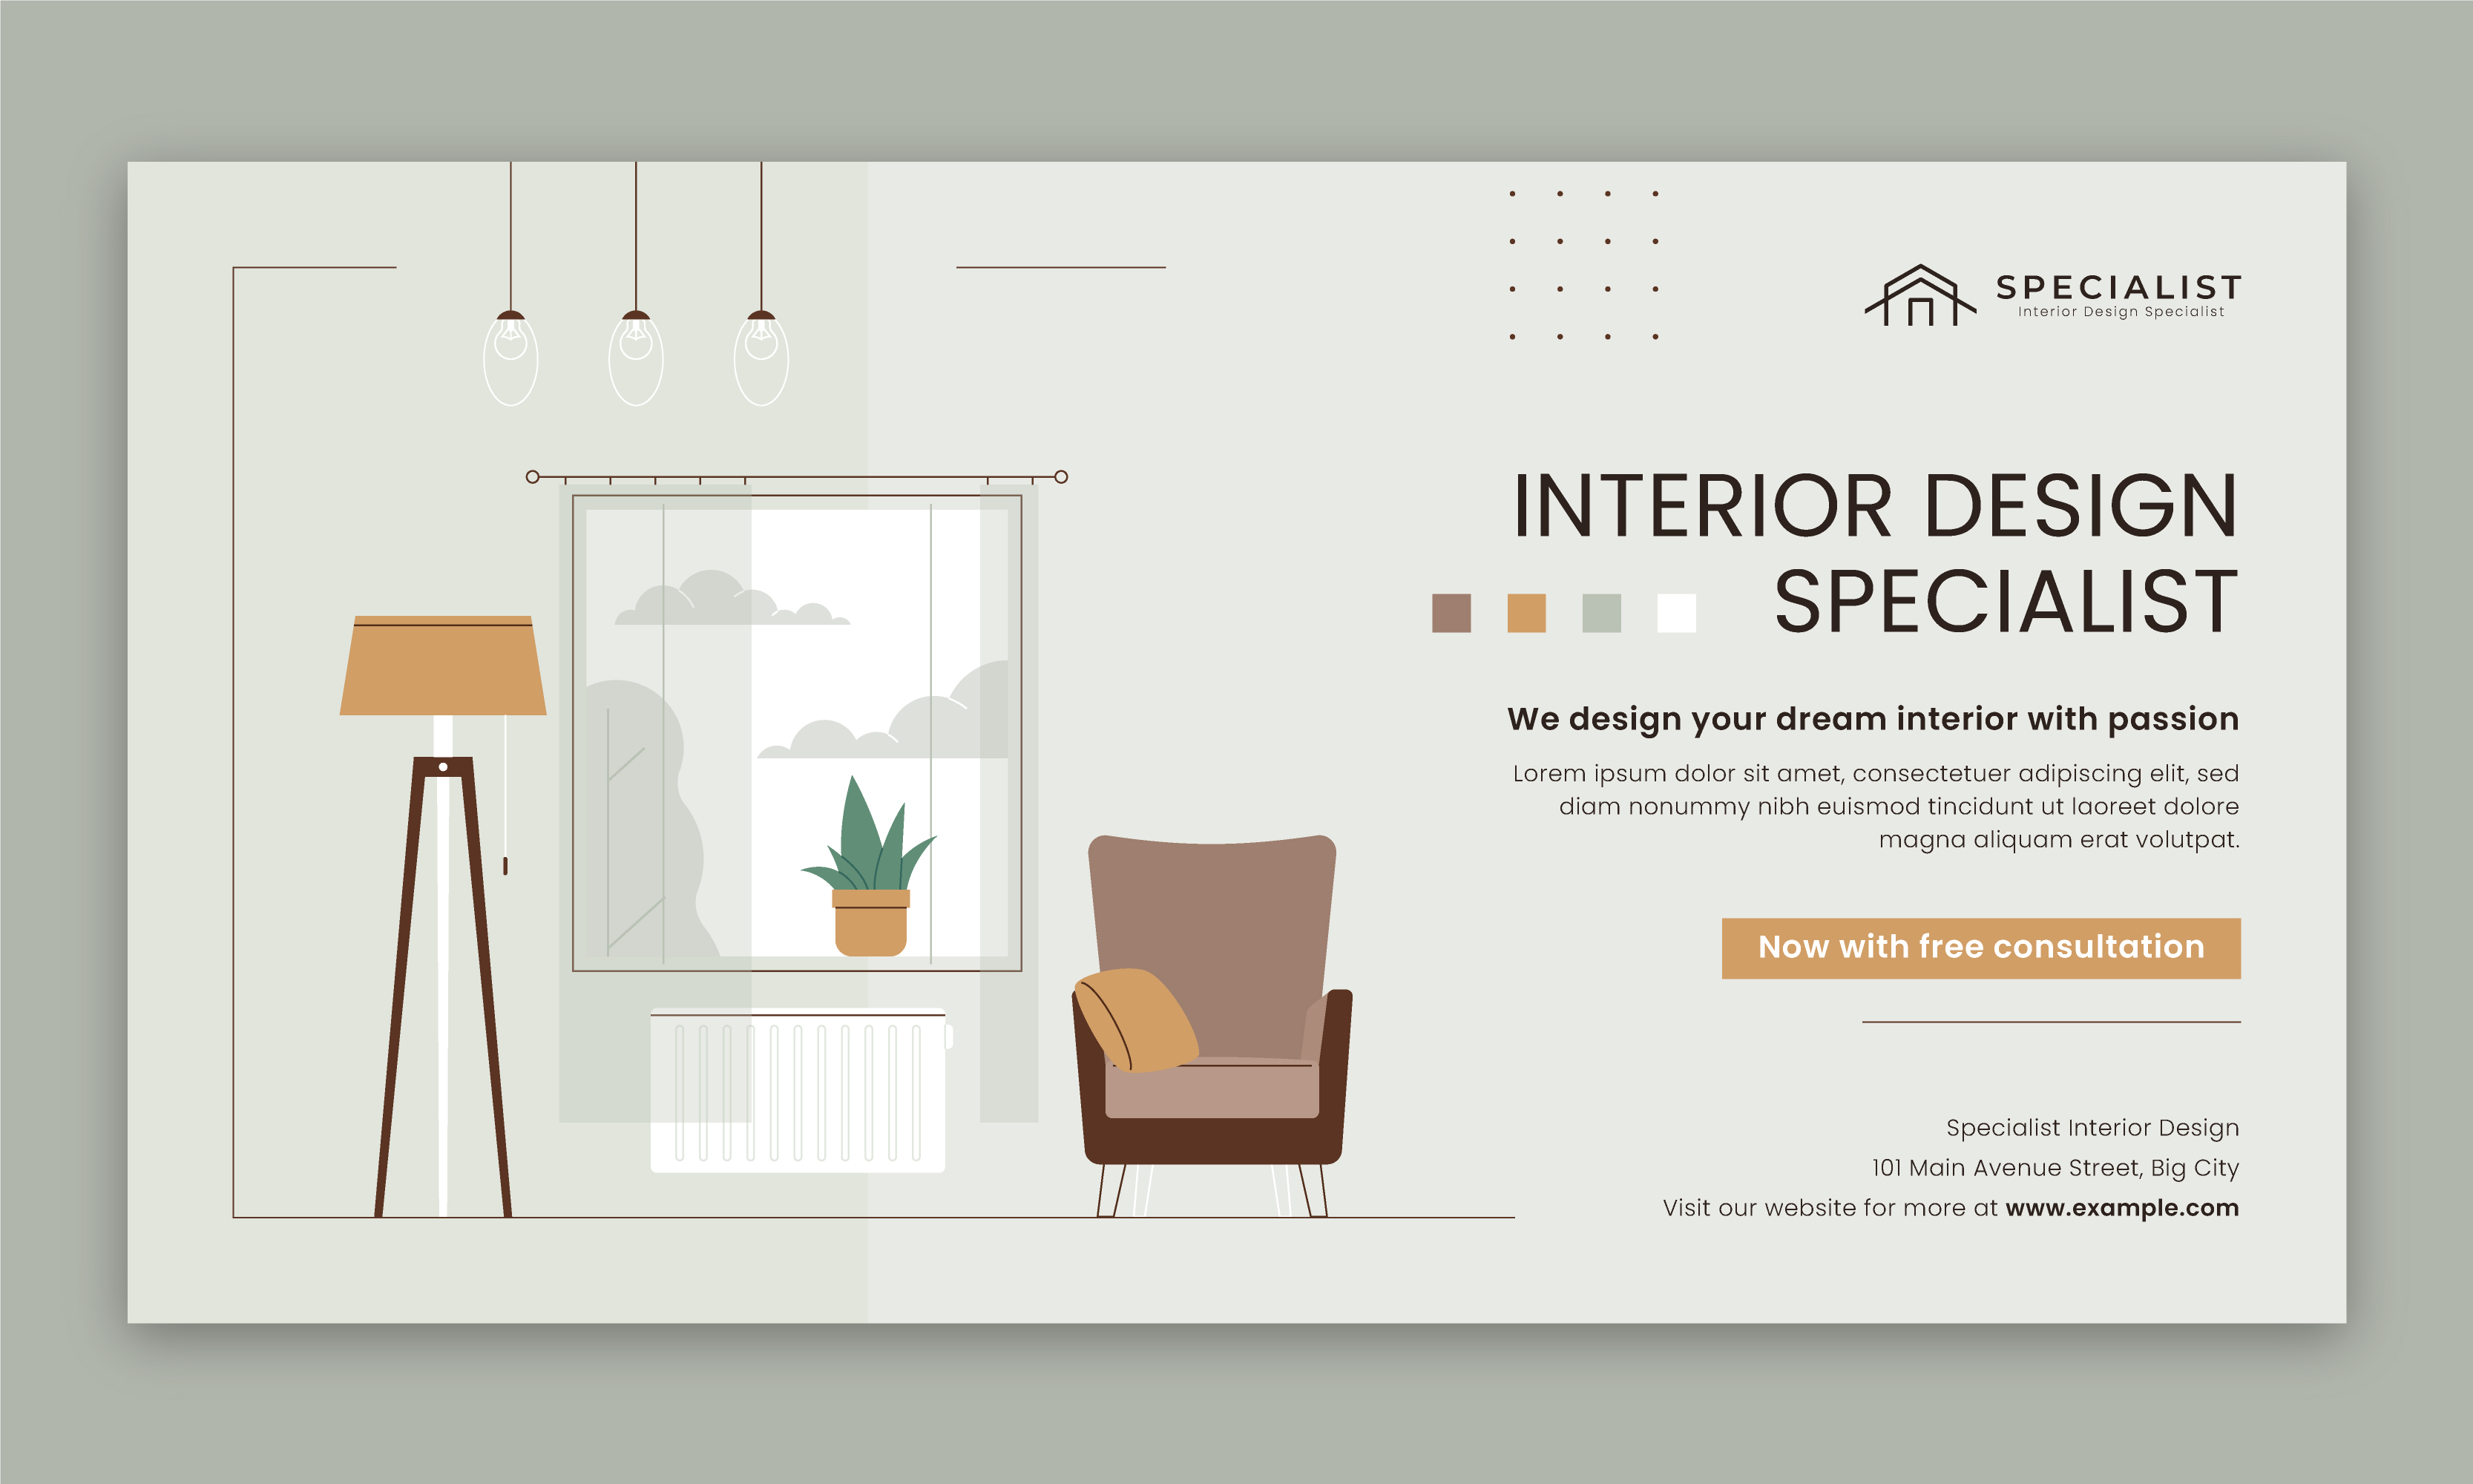 SPECIALIST
Interior Design Specialist
INTERIOR DESIGN
SPECIALIST
We design your dream interior with passion
Lorem ipsum dolor sit amet, consectetuer adipiscing elit, sed
diam nonummy nibh euismod tincidunt ut laoreet dolore
magna aliquam erat volutpat.
Now with free consultation
Specialist Interior Design
101 Main Avenue Street, Big City
Visit our website for more at www.example.com